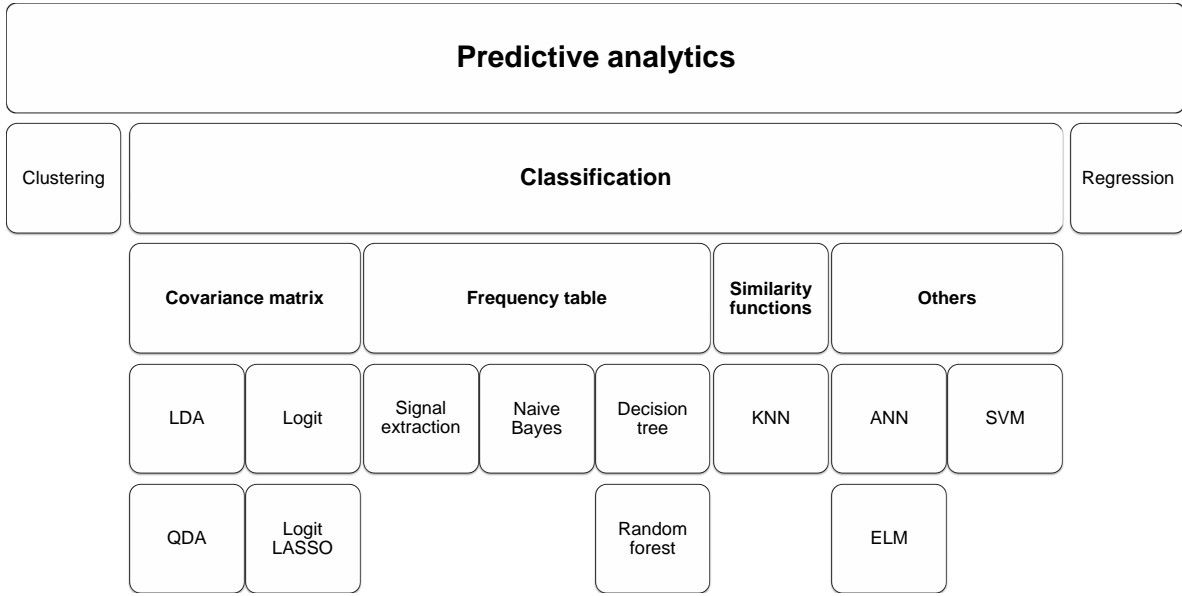 Predictive analytics
Clustering
Classification
Regression
Covariance matrix
Frequency table
Similarity
functions
Others
LDA
Logit
Signal
extraction
Naive
Bayes
Decision
tree
KNN
ANN
SVM
QDA
Logit
LASSO
Random
forest
ELM